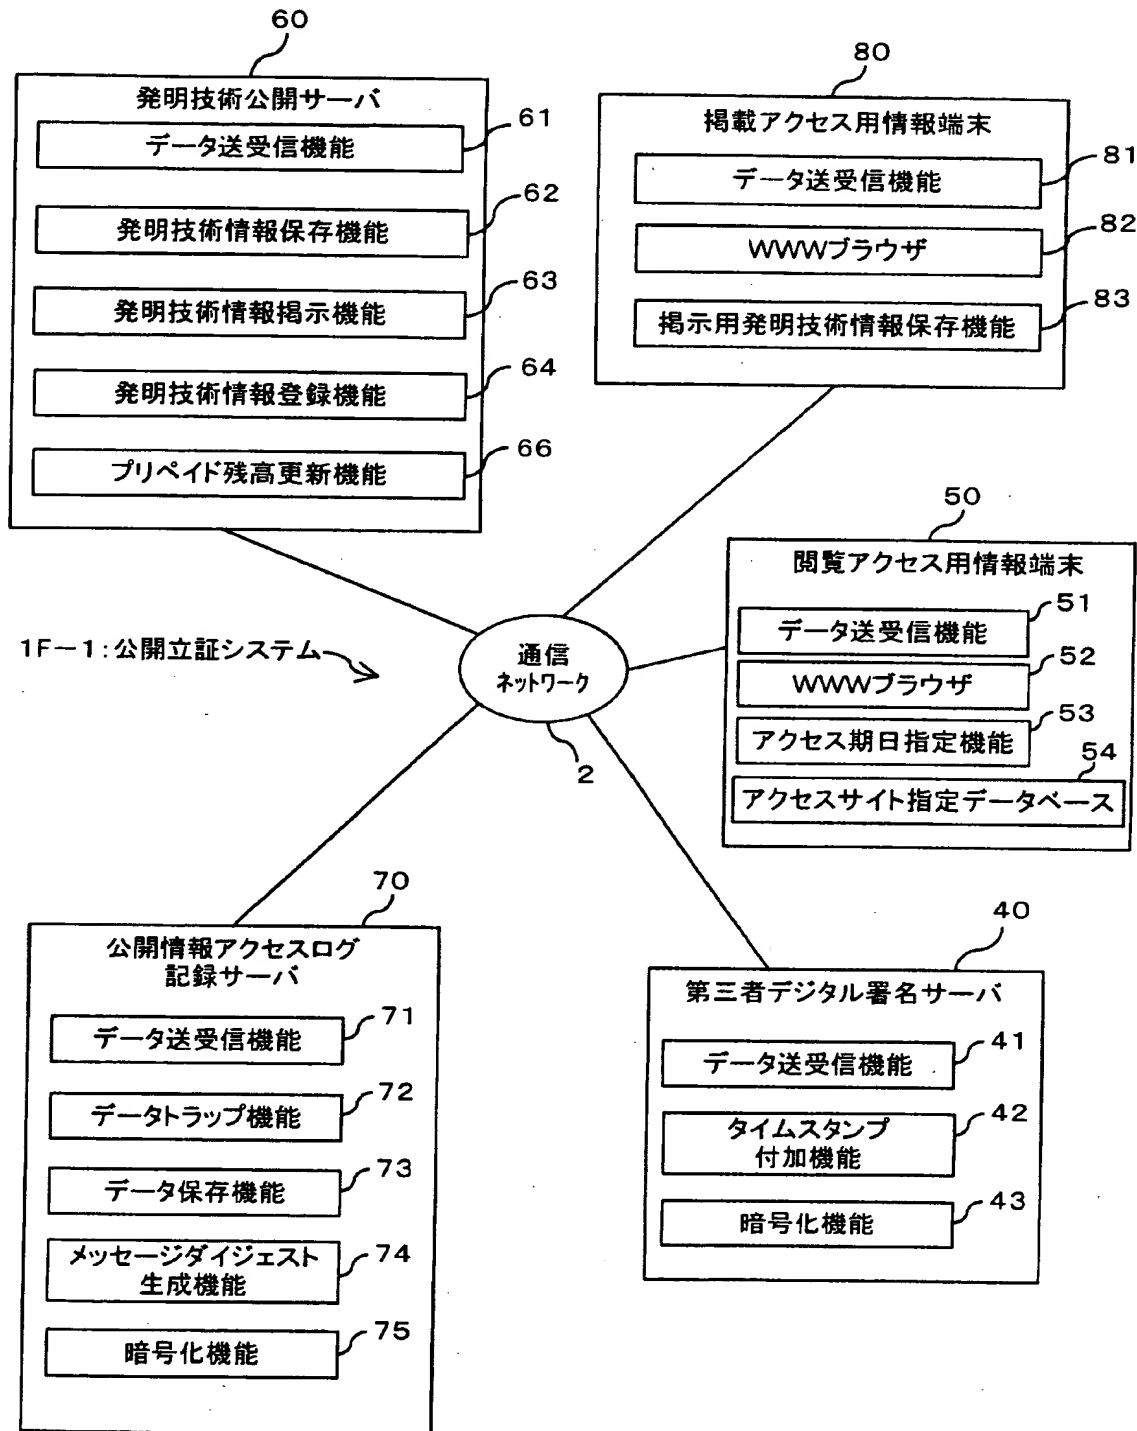 60
発明技術公開サーバ
データ送受信機能
61
発明技術情報保存機能
62
発明技術情報掲示機能
63
発明技術情報登録機能
64
プリペイド残高更新機能
66
80
掲載アクセス用情報端末
データ送受信機能
81
WWWブラウザ
82
掲示用発明技術情報保存機能
83
50
閲覧アクセス用情報端末
データ送受信機能
51
WWWブラウザ
52
アクセス期日指定機能
53
アクセスサイト指定データベース
54
1F-1:公開立証システム
通信
ネットワーク
2
70
公開情報アクセスログ
記録サーバ
データ送受信機能
71
データトラップ機能
72
データ保存機能
73
メッセージダイジェスト
生成機能
74
暗号化機能
75
40
第三者デジタル署名サーバ
データ送受信機能
41
タイムスタンプ
付加機能
42
暗号化機能
43